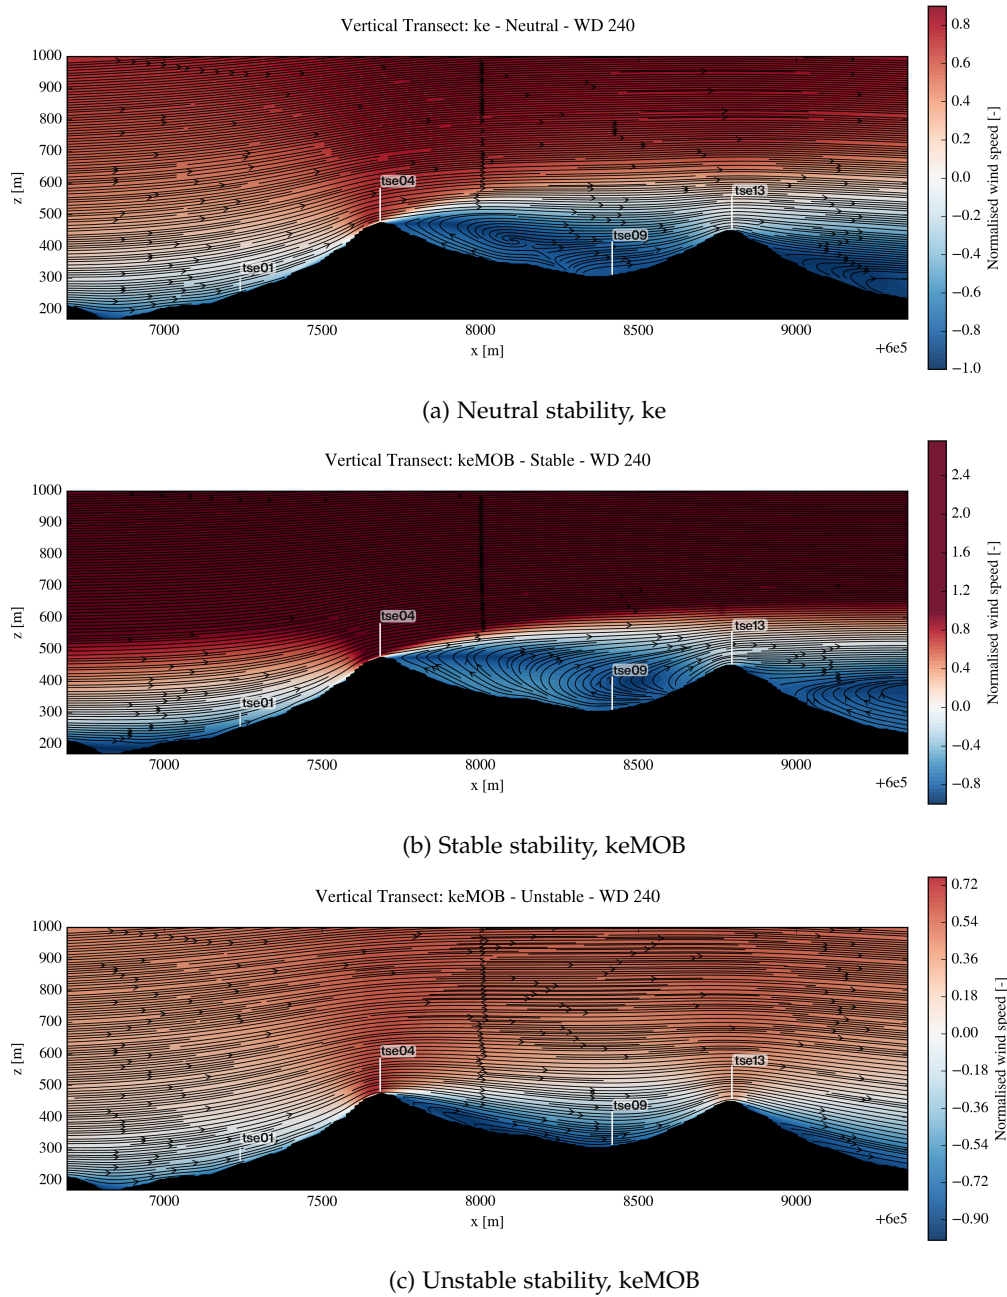 Vertical Transect: ke - Neutral - WD 240
1000
900
800
700
600
500
400
300
200
z [m]
tse01
tse04
tse09
tse13
7000
7500
8000
8500
9000
x [m]
+6e5
0.8
0.6
0.4
0.2
0.0
−0.2
−0.4
−0.6
−0.8
−1.0
Normalised wind speed [-]
(a) Neutral stability, ke
Vertical Transect: keMOB - Stable - WD 240
1000
900
800
700
600
500
400
300
200
z [m]
tse01
tse04
tse09
tse13
7000
7500
8000
8500
9000
x [m]
+6e5
2.4
2.0
1.6
1.2
0.8
0.4
0.0
−0.4
−0.8
Normalised wind speed [-]
(b) Stable stability, keMOB
Vertical Transect: keMOB - Unstable - WD 240
1000
900
800
700
600
500
400
300
200
z [m]
tse01
tse04
tse09
tse13
7000
7500
8000
8500
9000
x [m]
+6e5
0.72
0.54
0.36
0.18
0.00
−0.18
−0.36
−0.54
−0.72
−0.90
Normalised wind speed [-]
(c) Unstable stability, keMOB